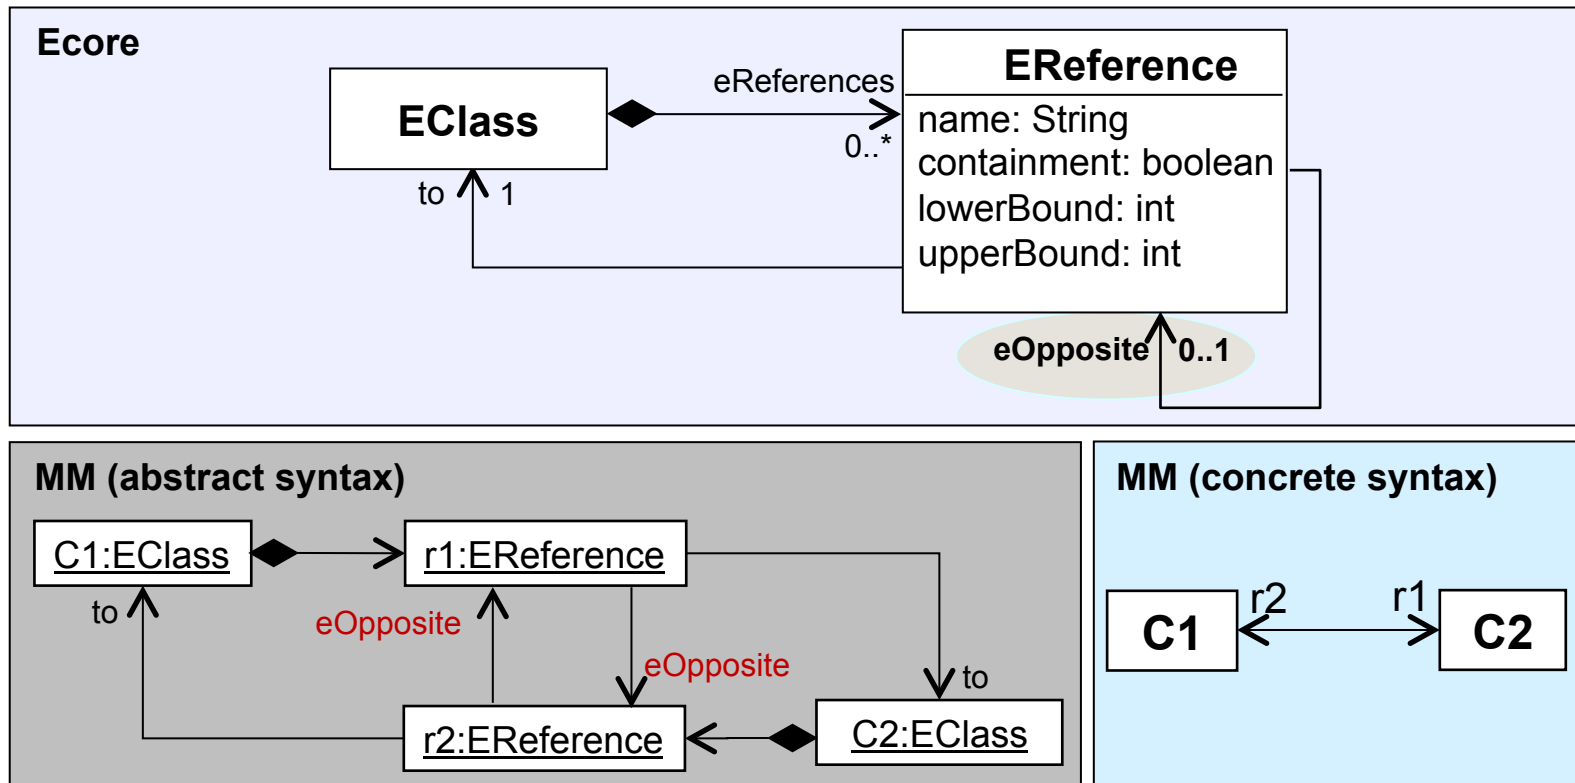 Ecore
EClass
eReferences
0..*
to
1
EReference
name: String
containment: boolean
lowerBound: int
upperBound: int
eOpposite
0..1
MM (abstract syntax)
C1:EClass
r1:EReference
to
eOpposite
eOpposite
to
r2:EReference
C2:EClass
MM (concrete syntax)
C1
r2
r1
C2